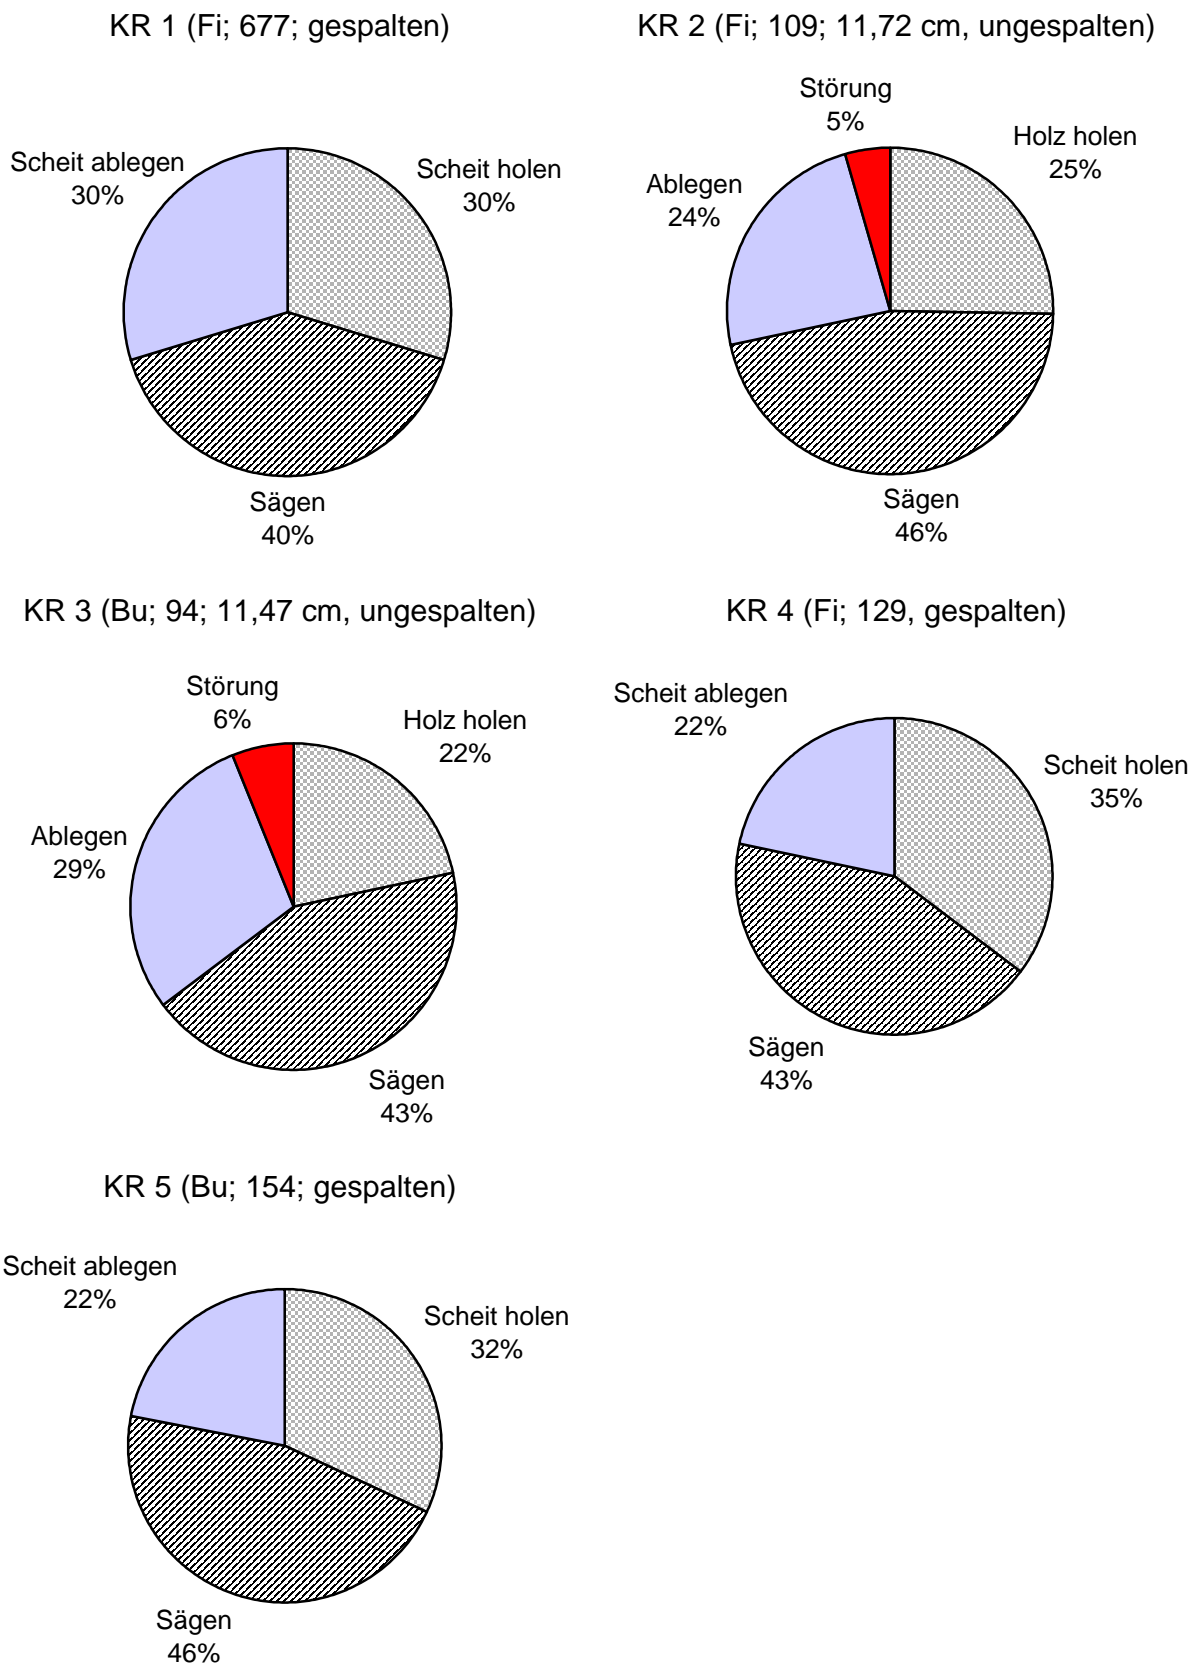 KR 1 (Fi; 677; gespalten)
Scheit ablegen
30%
Scheit holen
30%
Sägen
40%
KR 2 (Fi; 109; 11,72 cm, ungespalten)
Störung
5%
Holz holen
25%
Ablegen
24%
Sägen
46%
KR 3 (Bu; 94; 11,47 cm, ungespalten)
Störung
6%
Holz holen
22%
Ablegen
29%
Sägen
43%
KR 4 (Fi; 129, gespalten)
Scheit ablegen
22%
Scheit holen
35%
Sägen
43%
KR 5 (Bu; 154; gespalten)
Scheit ablegen
22%
Scheit holen
32%
Sägen
46%